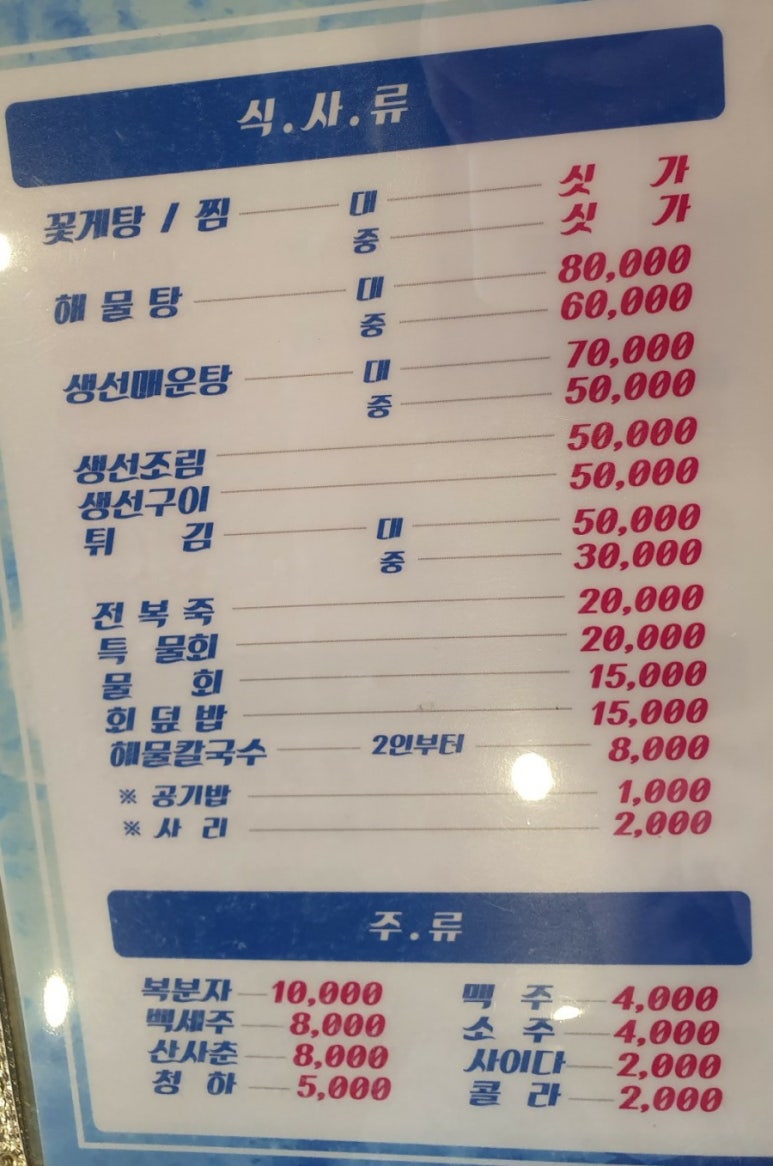 식.사.류
꽃게탕 / 찜 대 싯 가
중 싯 가
해물탕 대 80,000
중 60,000
생선매운탕 대 70,000
중 50,000
생선조림 50,000
생선구이 50,000
튀 김 대 50,000
중 30,000
전복죽 20,000
특 물회 20,000
물 회 15,000
회덮밥 15,000
해물칼국수 2인부터 8,000
※ 공기밥 1,000
※ 사 리 2,000
주.류
복분자 10,000 맥 주 4,000
백세주 8,000 소 주 4,000
산사춘 8,000 사이다 2,000
청 하 5,000 콜 라 2,000